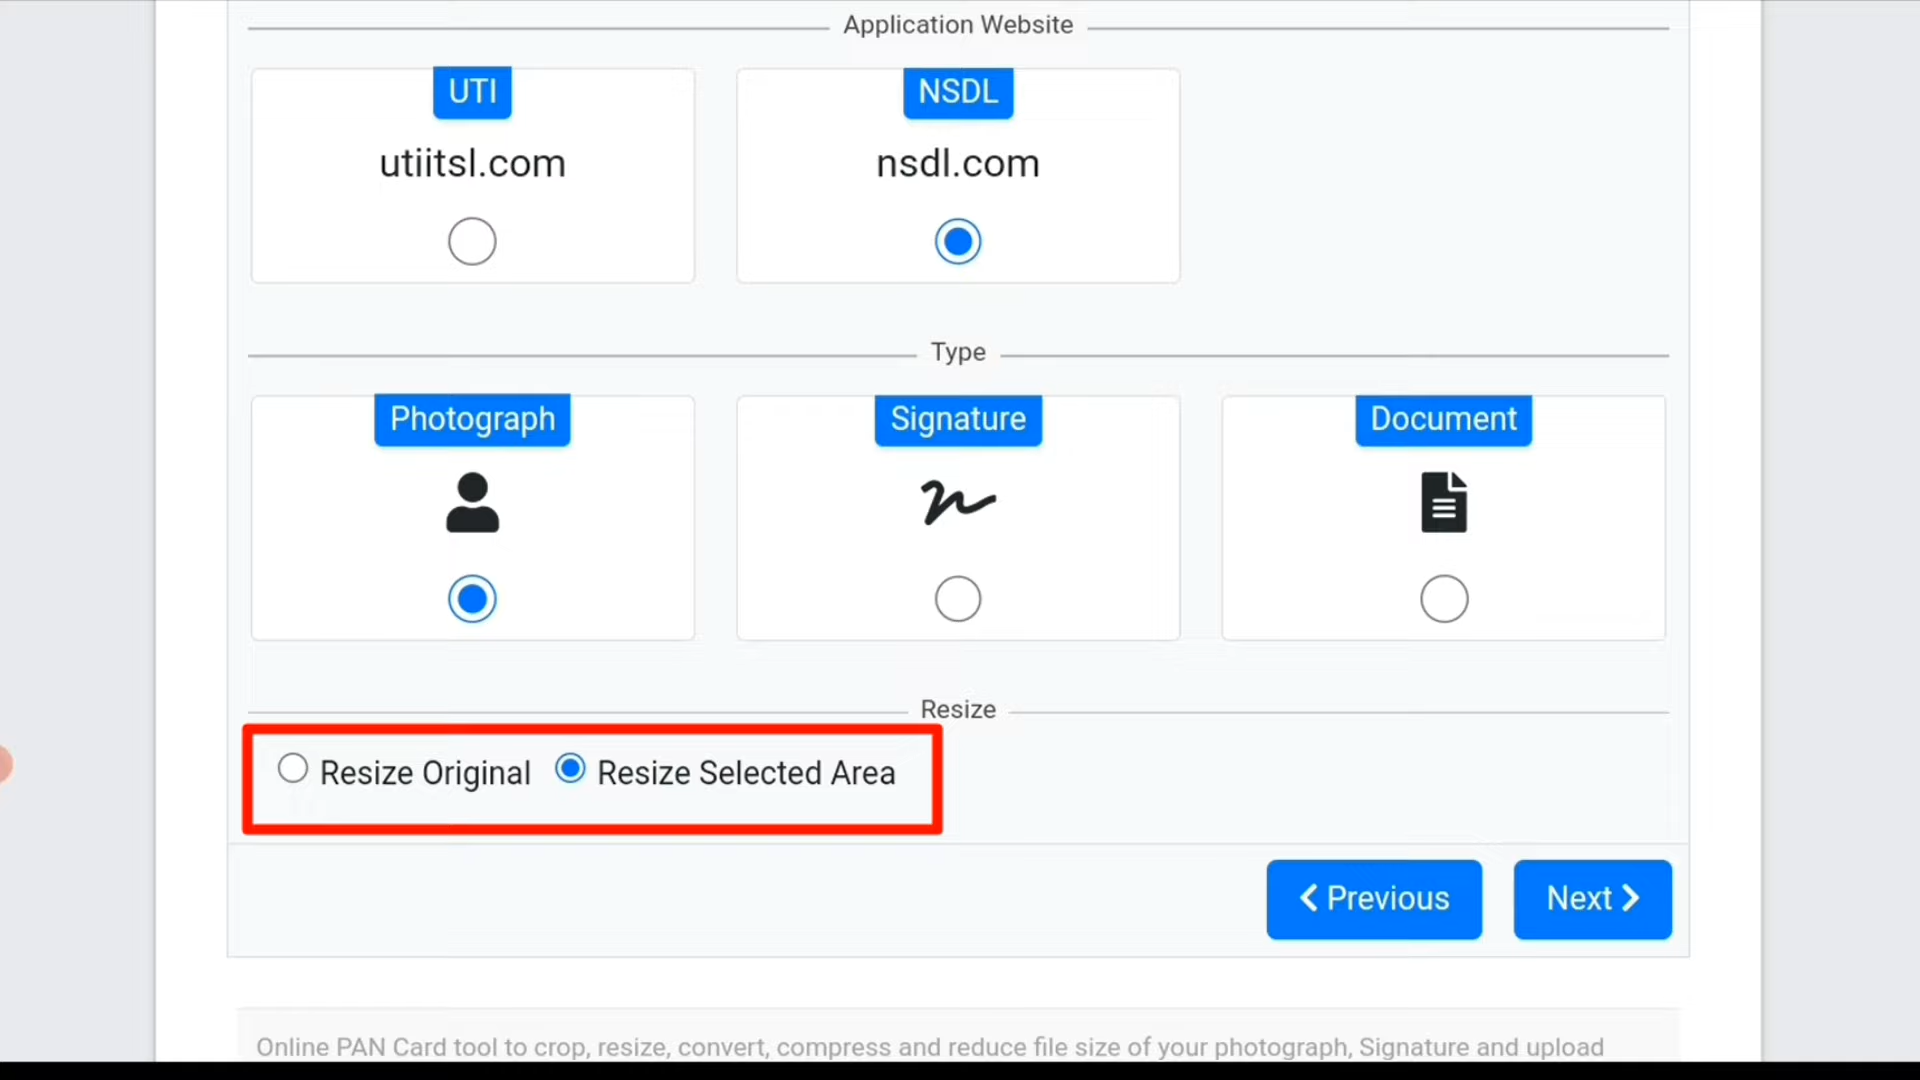 Application Website
UTI
utiitsl.com
NSDL
nsdl.com
Type
Photograph
Signature
Document
Resize
Resize Original Resize Selected Area
Previous
Next
Online PAN Card tool to crop, resize, convert, compress and reduce file size of your photograph, Signature and upload